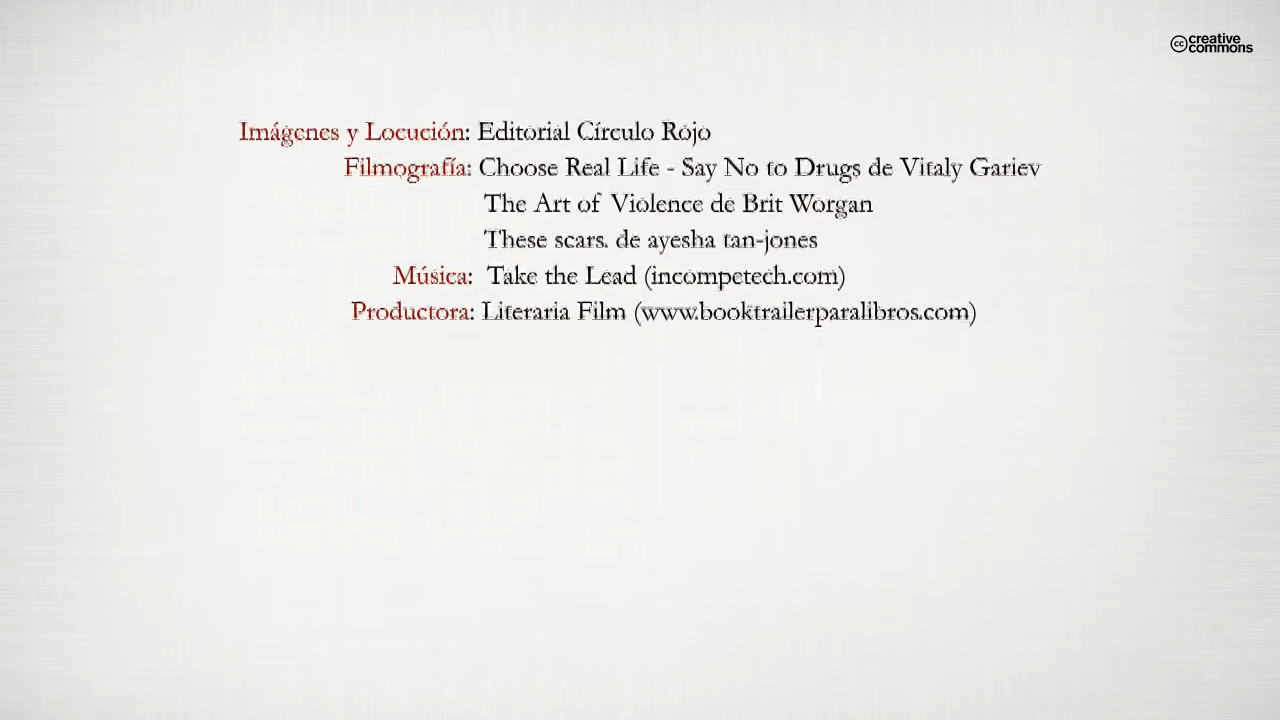 creative
commons
Imágenes y Locución: Editorial Círculo Rojo
Filmografía: Choose Real Life - Say No to Drugs de Vitaly Gariev
The Art of Violence de Brit Worgan
These scars. de ayesha tan-jones
Música: Take the Lead (incompetech.com)
Productora: Literaria Film (www.booktrailerparalibros.com)